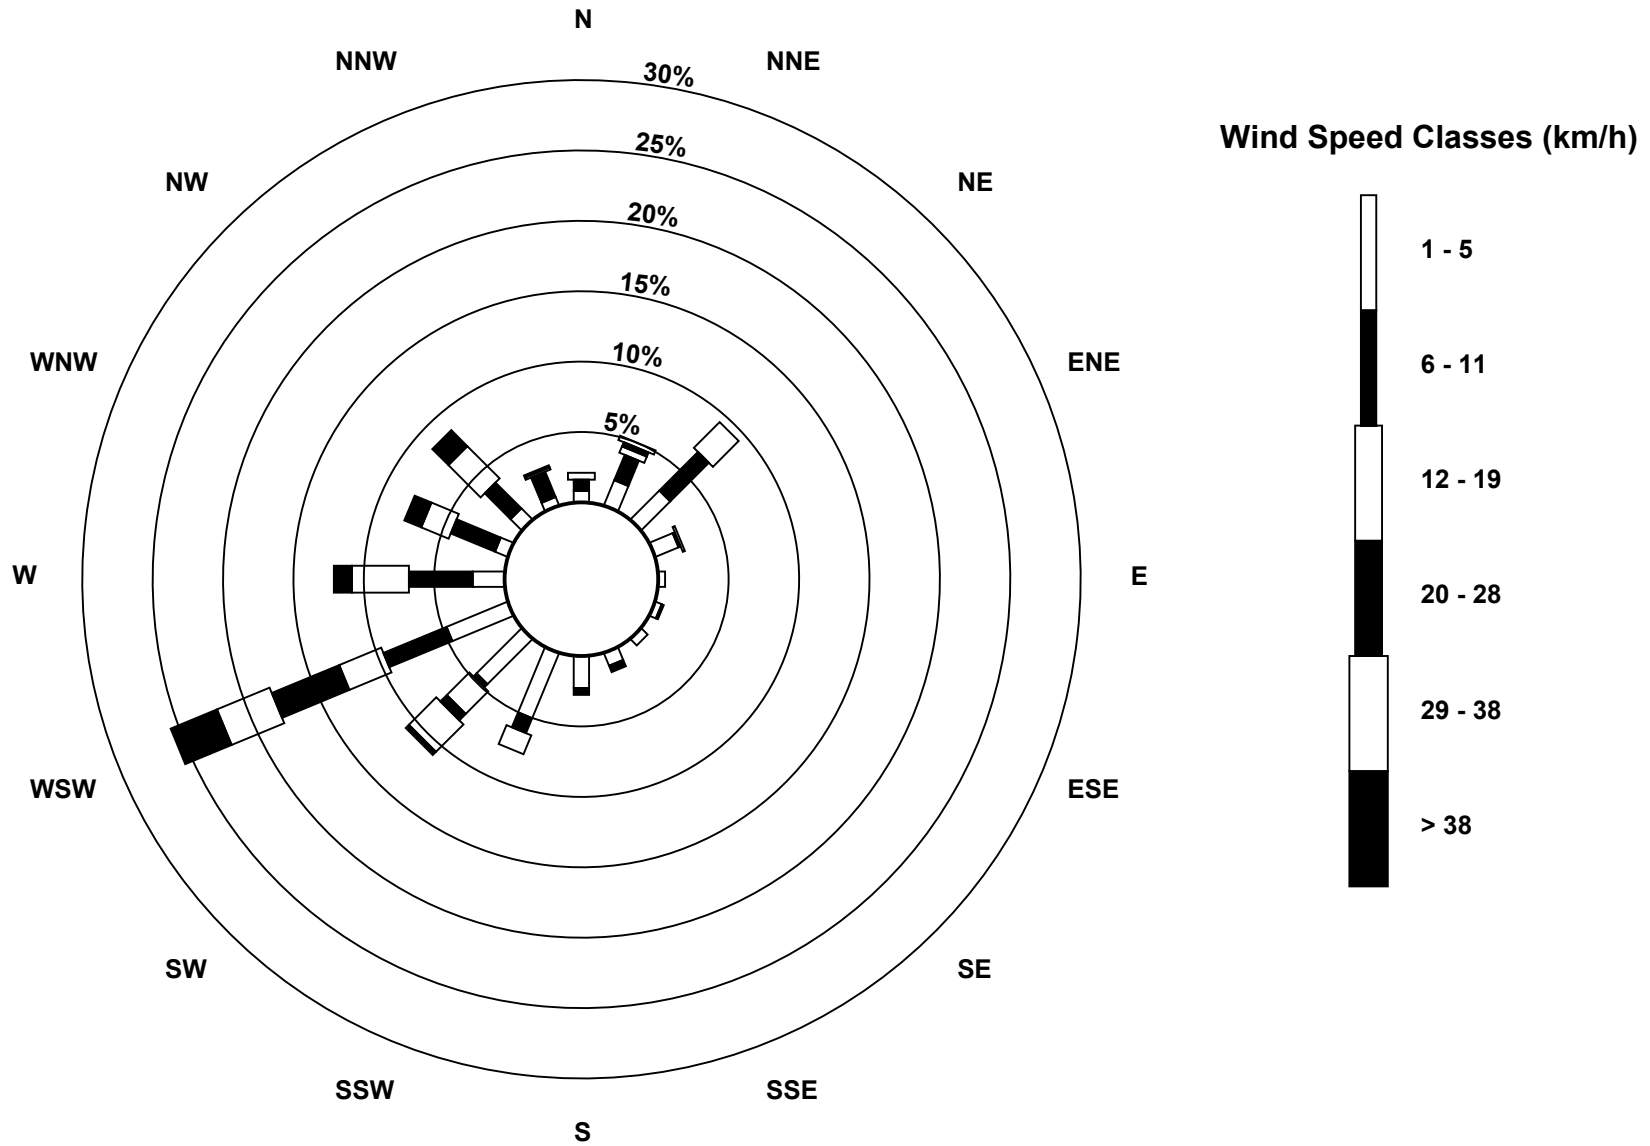 N
NNW
NNE
30%
Wind Speed Classes (km/h)
25%
NW
NE
20%
1 - 5
15%
10%
WNW
ENE
6 - 11
5%
12 - 19
W
E
20 - 28
29 - 38
WSW
ESE
> 38
SW
SE
SSW
SSE
S